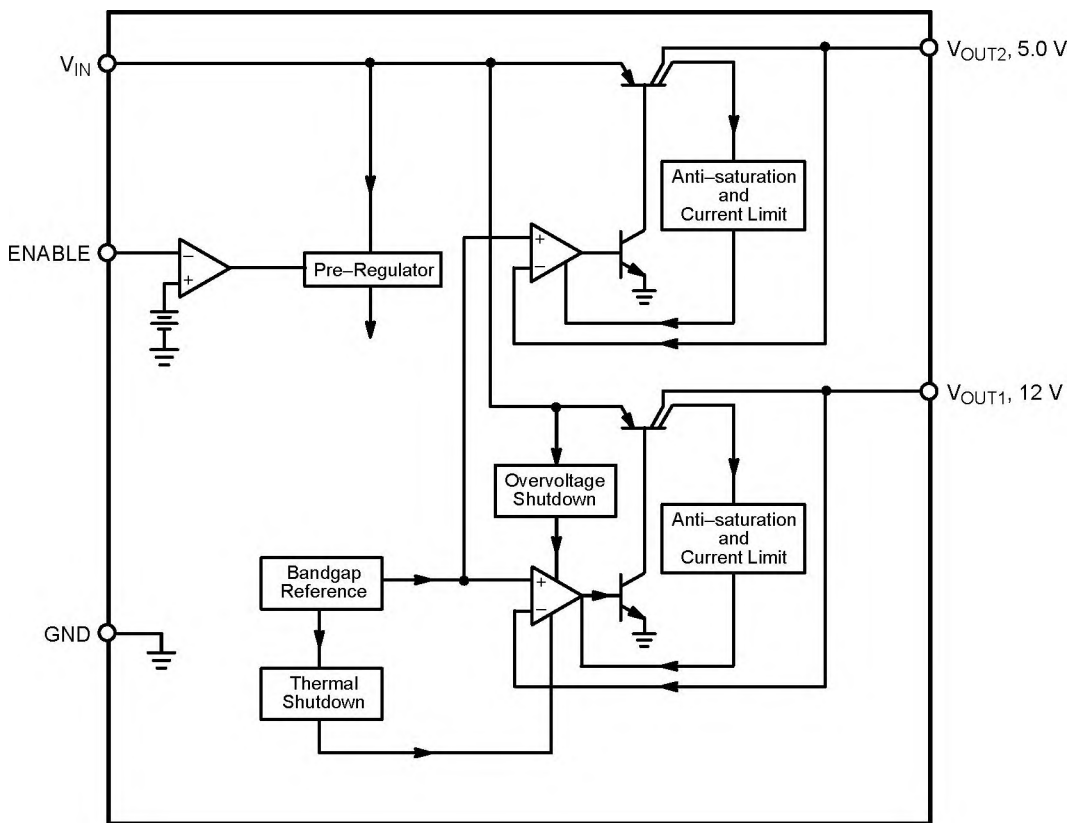 VIN
VOUT2, 5.0 V
Anti–saturation
and
Current Limit
ENABLE
−
+
Pre–Regulator
+
−
VOUT1, 12 V
Overvoltage
Shutdown
Anti–saturation
and
Current Limit
Bandgap
Reference
+
−
GND
Thermal
Shutdown